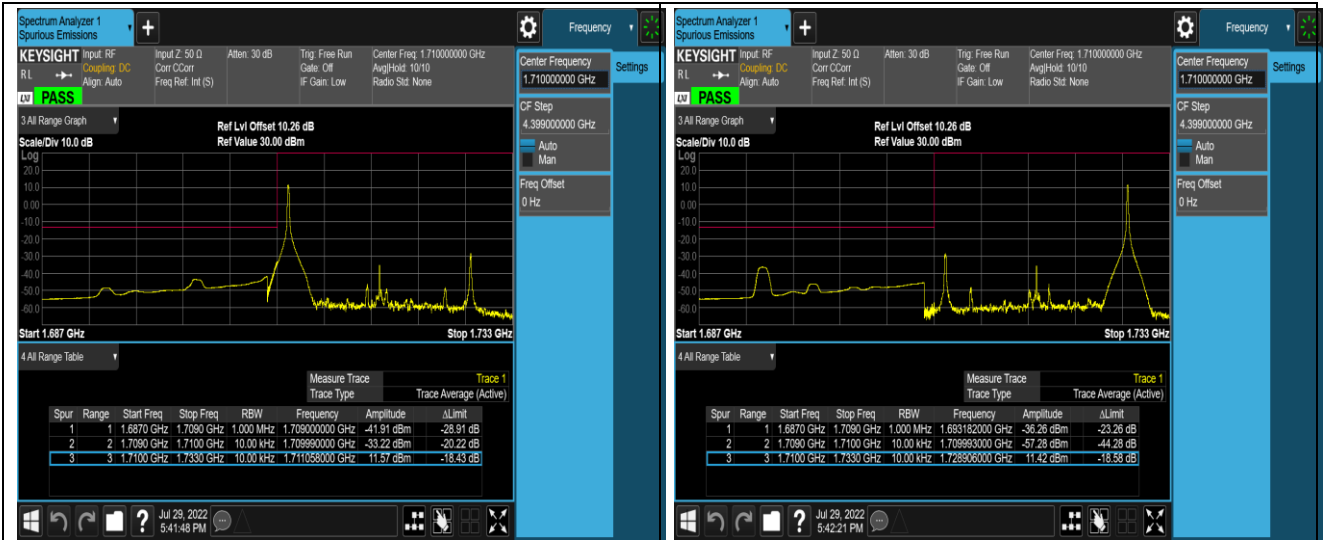 Spectrum Analyzer 1
Spurious Emissions
+
Frequency
KEYSIGHT
RL
Input: RF
Coupling: DC
Align: Auto
Input Z: 50 Ω
Corr CCorr
Freq Ref: Int (S)
Atten: 30 dB
Trig: Free Run
Gate: Off
IF Gain: Low
Center Freq: 1.710000000 GHz
Avg|Hold: 10/10
Radio Std: None
PASS
Center Frequency
1.710000000 GHz
Settings
CF Step
4.399000000 GHz
Auto
Man
Freq Offset
0 Hz
3 All Range Graph
Ref Lvl Offset 10.26 dB
Scale/Div 10.0 dB
Ref Value 30.00 dBm
Log
20.0
10.0
0.00
-10.0
-20.0
-30.0
-40.0
-50.0
-60.0
Start 1.687 GHz
Stop 1.733 GHz
4 All Range Table
Measure Trace
Trace 1
Trace Type
Trace Average (Active)
Spur Range Start Freq Stop Freq RBW Frequency Amplitude ΔLimit
1 1 1.6870 GHz 1.7090 GHz 1.000 MHz 1.709000000 GHz -41.91 dBm -28.91 dB
2 2 1.7090 GHz 1.7100 GHz 10.00 kHz 1.709990000 GHz -33.22 dBm -20.22 dB
3 3 1.7100 GHz 1.7330 GHz 10.00 kHz 1.711058000 GHz 11.57 dBm -18.43 dB
?
Jul 29, 2022
5:41:48 PM
Spectrum Analyzer 1
Spurious Emissions
+
Frequency
KEYSIGHT
RL
Input: RF
Coupling: DC
Align: Auto
Input Z: 50 Ω
Corr CCorr
Freq Ref: Int (S)
Atten: 30 dB
Trig: Free Run
Gate: Off
IF Gain: Low
Center Freq: 1.710000000 GHz
Avg|Hold: 10/10
Radio Std: None
PASS
Center Frequency
1.710000000 GHz
Settings
CF Step
4.399000000 GHz
Auto
Man
Freq Offset
0 Hz
3 All Range Graph
Ref Lvl Offset 10.26 dB
Scale/Div 10.0 dB
Ref Value 30.00 dBm
Log
20.0
10.0
0.00
-10.0
-20.0
-30.0
-40.0
-50.0
-60.0
Start 1.687 GHz
Stop 1.733 GHz
4 All Range Table
Measure Trace
Trace 1
Trace Type
Trace Average (Active)
Spur Range Start Freq Stop Freq RBW Frequency Amplitude ΔLimit
1 1 1.6870 GHz 1.7090 GHz 1.000 MHz 1.693182000 GHz -36.26 dBm -23.26 dB
2 2 1.7090 GHz 1.7100 GHz 10.00 kHz 1.709993000 GHz -57.28 dBm -44.28 dB
3 3 1.7100 GHz 1.7330 GHz 10.00 kHz 1.728906000 GHz 11.42 dBm -18.58 dB
?
Jul 29, 2022
5:42:21 PM